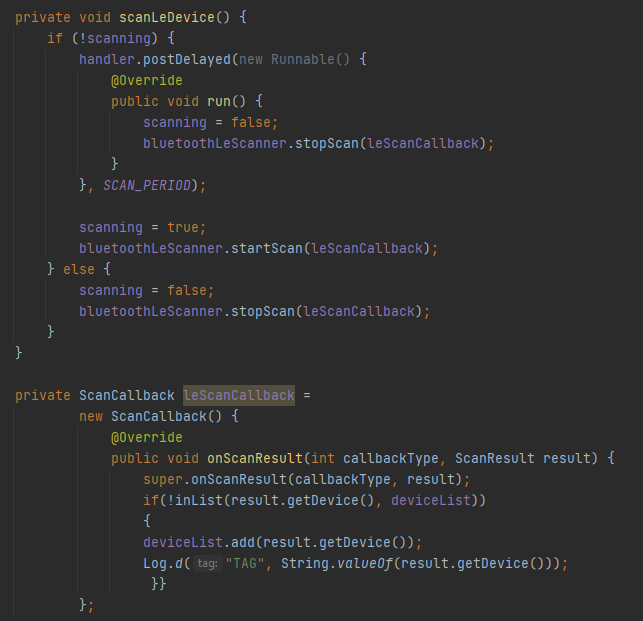 private void scanLeDevice() {
    if (!scanning) {
        handler.postDelayed(new Runnable() {
            @Override
            public void run() {
                scanning = false;
                bluetoothLeScanner.stopScan(leScanCallback);
            }
        }, SCAN_PERIOD);

        scanning = true;
        bluetoothLeScanner.startScan(leScanCallback);
    } else {
        scanning = false;
        bluetoothLeScanner.stopScan(leScanCallback);
    }
}

private ScanCallback leScanCallback =
        new ScanCallback() {
            @Override
            public void onScanResult(int callbackType, ScanResult result) {
                super.onScanResult(callbackType, result);
                if(!inList(result.getDevice(), deviceList))
                {
                deviceList.add(result.getDevice());
                Log.d( tag: "TAG", String.valueOf(result.getDevice()));
                 }}
        };